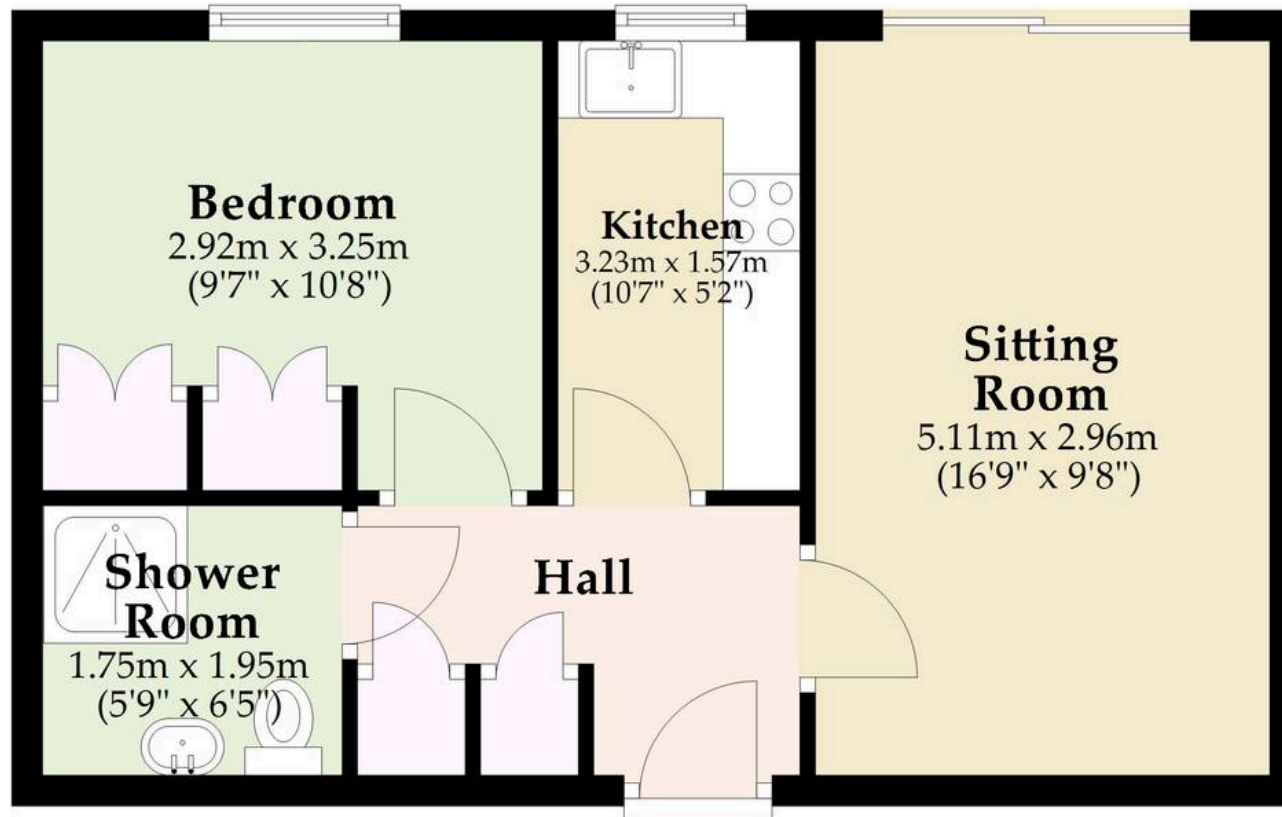 Bedroom
2.92m x 3.25m
(9'7" x 10'8")
Kitchen
3.23m x 1.57m
(10'7" x 5'2")
Sitting
Room
5.11m x 2.96m
(16'9" x 9'8")
Shower
Room
1.75m x 1.95m
(5'9" x 6'5")
Hall